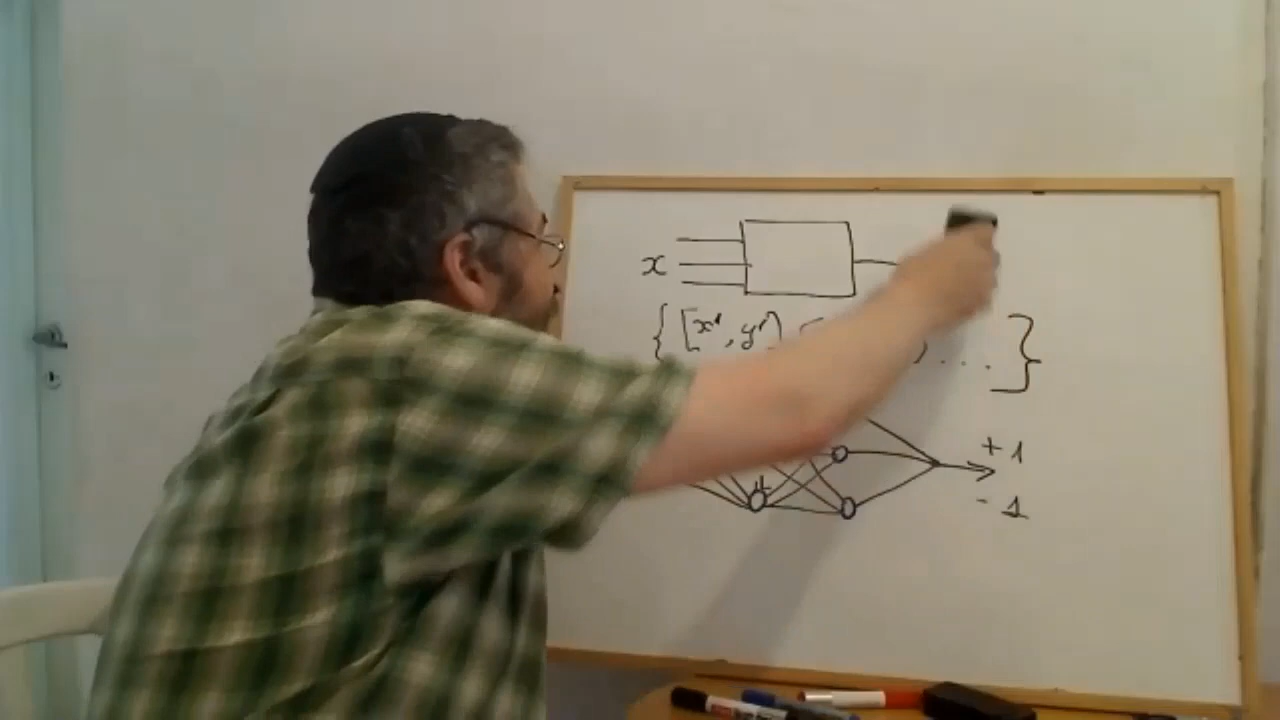 x
{ [x¹, y¹)
) . . . }
+ 1
- 1